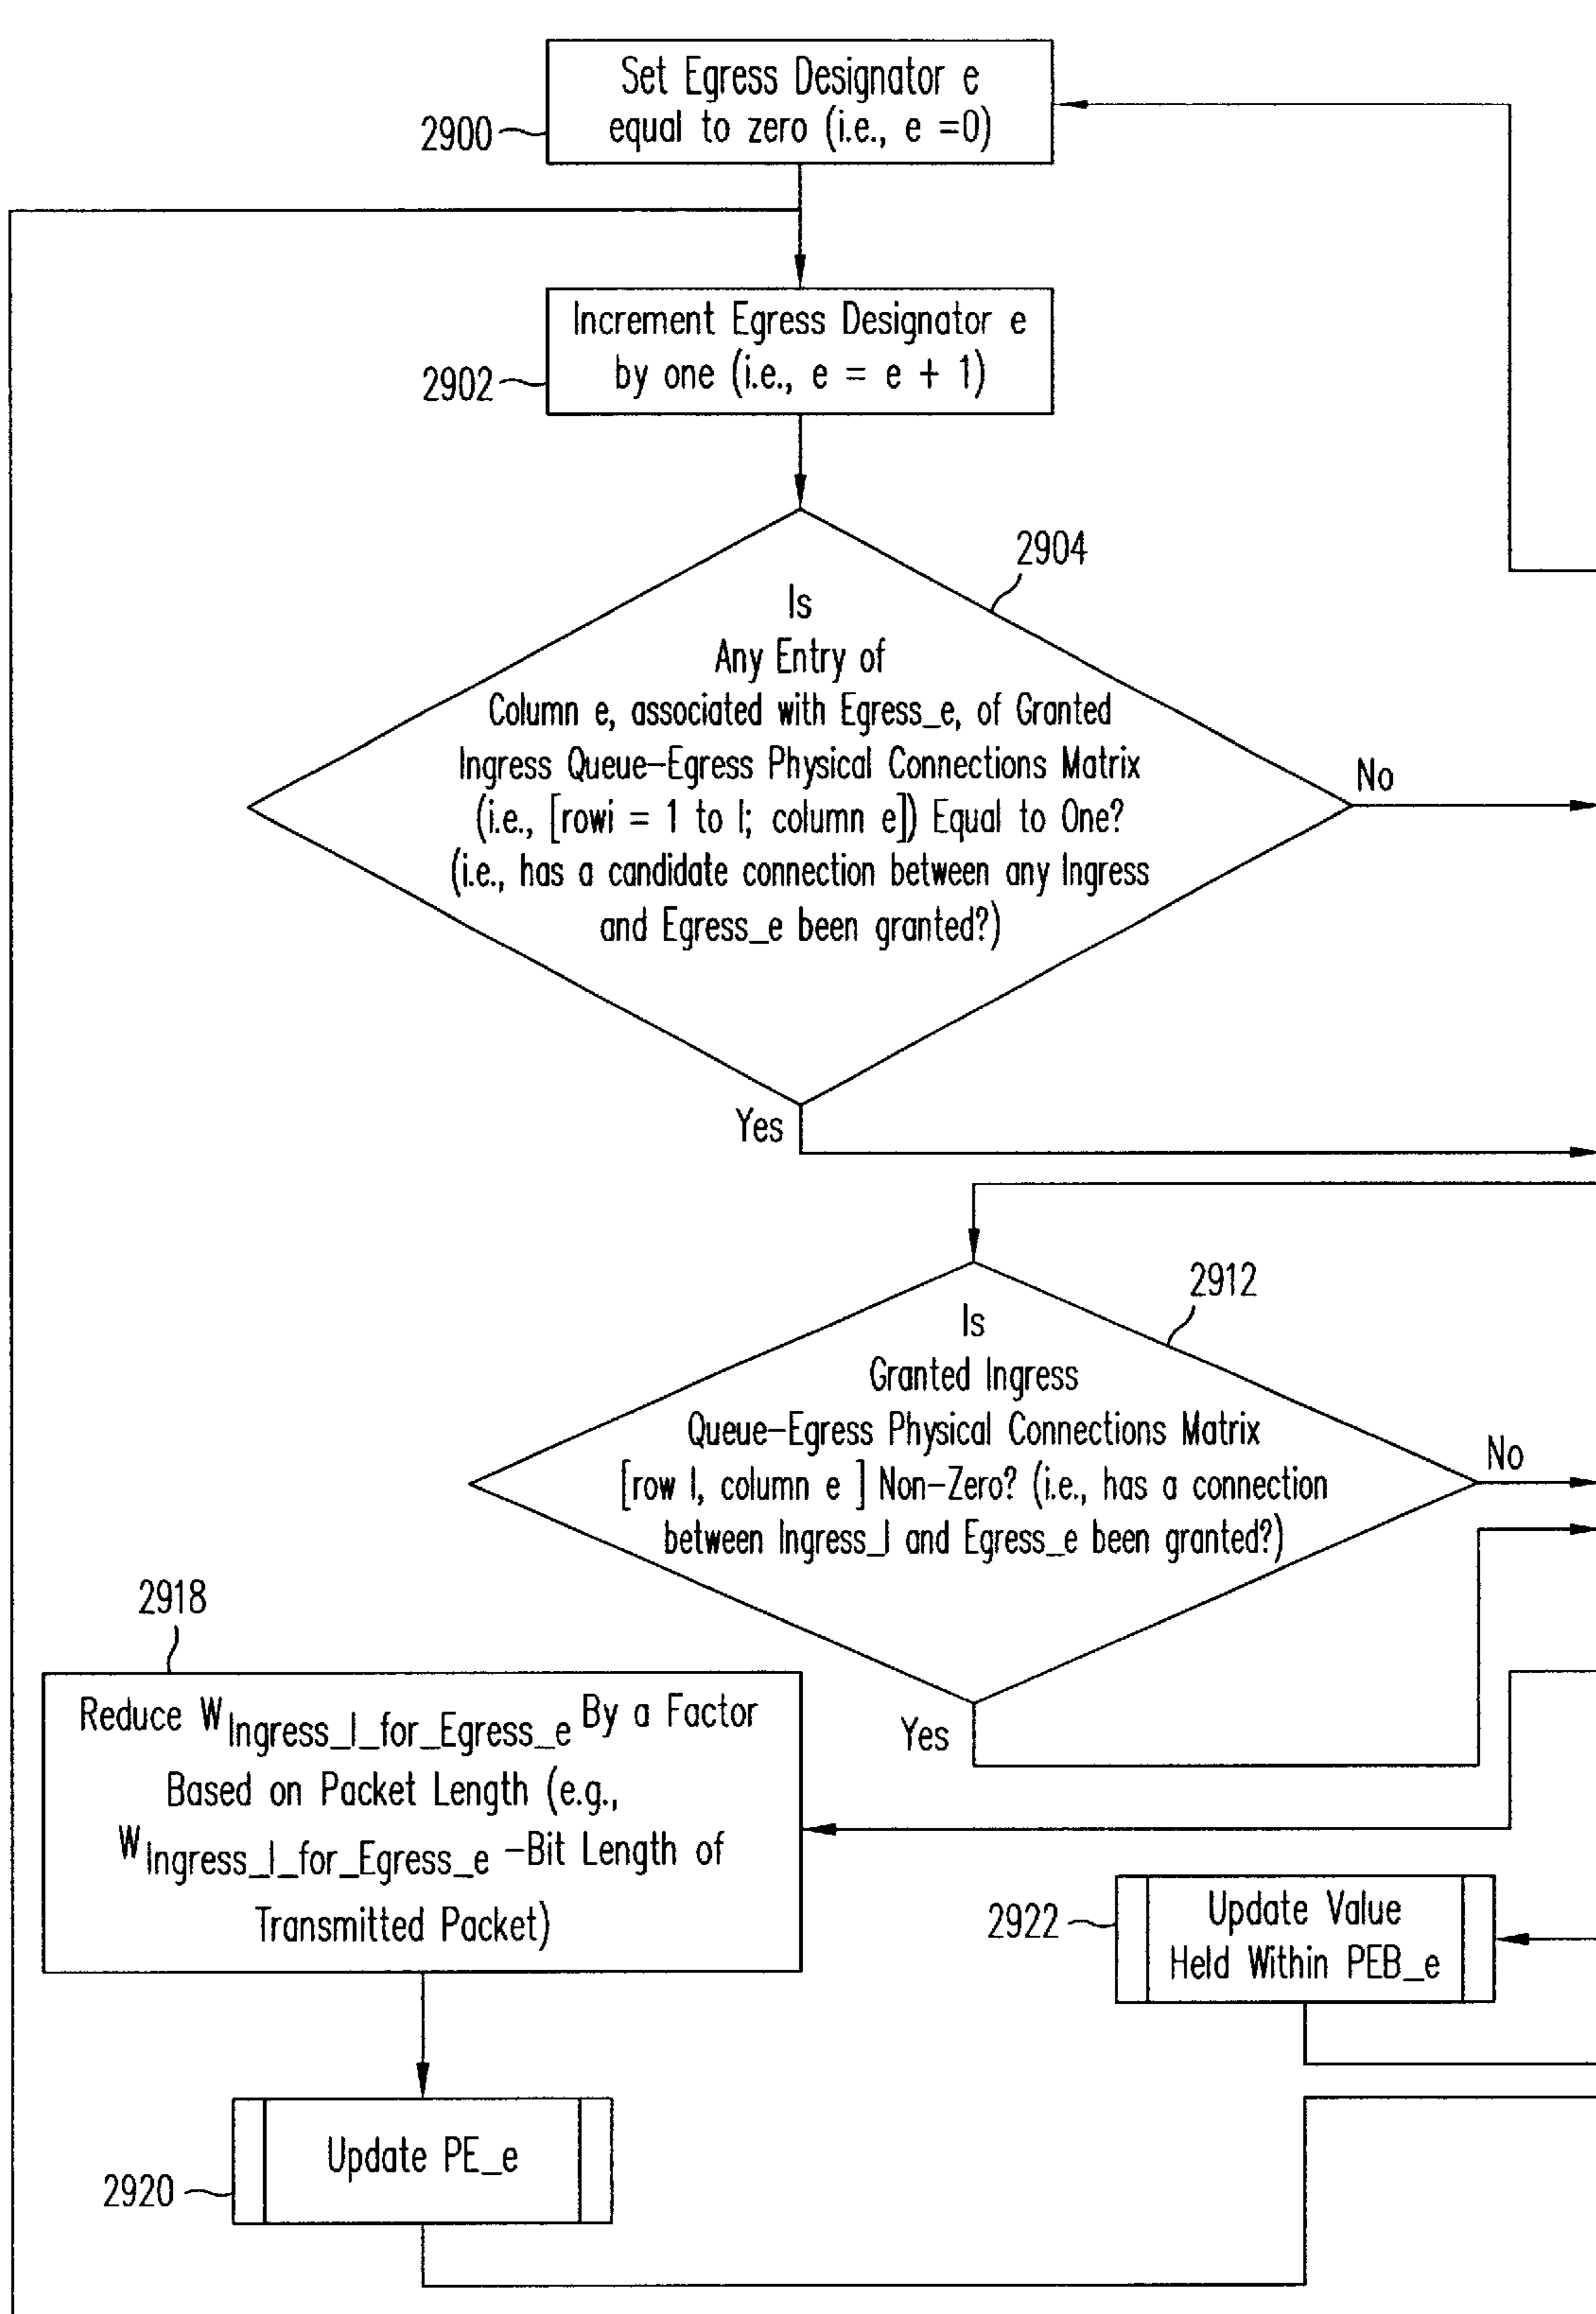 Set Egress Designator e
equal to zero (i.e., e =0)
2900
Increment Egress Designator e
by one (i.e., e = e + 1)
2902
2904
Is
Any Entry of
Column e, associated with Egress_e, of Granted
Ingress Queue-Egress Physical Connections Matrix
(i.e., [rowi = 1 to I; column e]) Equal to One?
(i.e., has a candidate connection between any Ingress
and Egress_e been granted?)
No
Yes
2912
Is
Granted Ingress
Queue-Egress Physical Connections Matrix
[row I, column e ] Non-Zero? (i.e., has a connection
between Ingress_I and Egress_e been granted?)
No
Yes
2918
Reduce W Ingress_I_for_Egress_e By a Factor
Based on Packet Length (e.g.,
W Ingress_I_for_Egress_e -Bit Length of
Transmitted Packet)
2922
Update Value
Held Within PEB_e
Update PE_e
2920